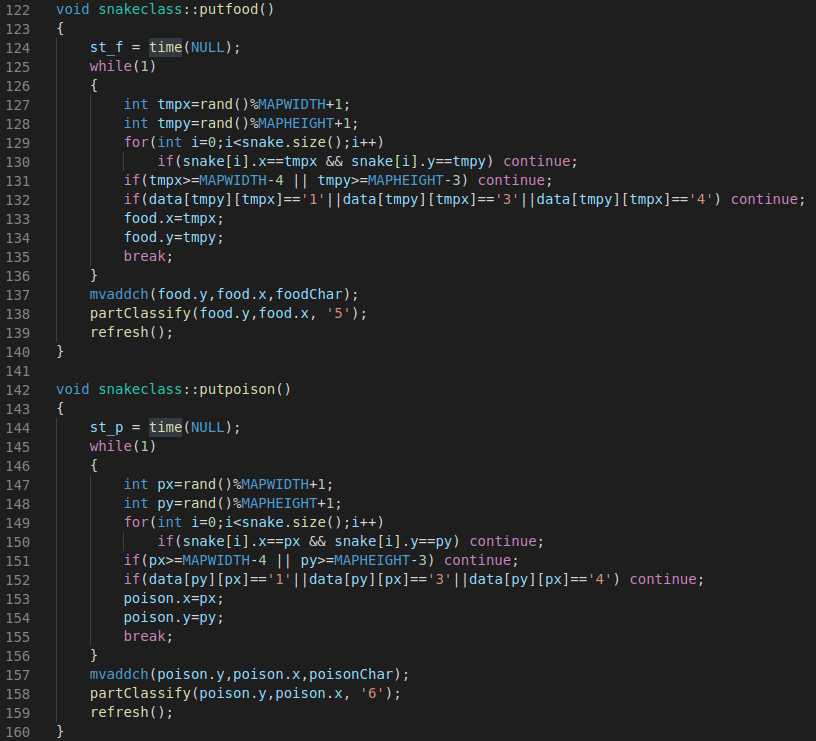 122 void snakeclass::putfood()
123 {
124     st_f = time(NULL);
125     while(1)
126     {
127         int tmpx=rand()%MAPWIDTH+1;
128         int tmpy=rand()%MAPHEIGHT+1;
129         for(int i=0;i<snake.size();i++)
130             if(snake[i].x==tmpx && snake[i].y==tmpy) continue;
131         if(tmpx>=MAPWIDTH-4 || tmpy>=MAPHEIGHT-3) continue;
132         if(data[tmpy][tmpx]=='1'||data[tmpy][tmpx]=='3'||data[tmpy][tmpx]=='4') continue;
133         food.x=tmpx;
134         food.y=tmpy;
135         break;
136     }
137     mvaddch(food.y,food.x,foodChar);
138     partClassify(food.y,food.x, '5');
139     refresh();
140 }
141
142 void snakeclass::putpoison()
143 {
144     st_p = time(NULL);
145     while(1)
146     {
147         int px=rand()%MAPWIDTH+1;
148         int py=rand()%MAPHEIGHT+1;
149         for(int i=0;i<snake.size();i++)
150             if(snake[i].x==px && snake[i].y==py) continue;
151         if(px>=MAPWIDTH-4 || py>=MAPHEIGHT-3) continue;
152         if(data[py][px]=='1'||data[py][px]=='3'||data[py][px]=='4') continue;
153         poison.x=px;
154         poison.y=py;
155         break;
156     }
157     mvaddch(poison.y,poison.x,poisonChar);
158     partClassify(poison.y,poison.x, '6');
159     refresh();
160 }